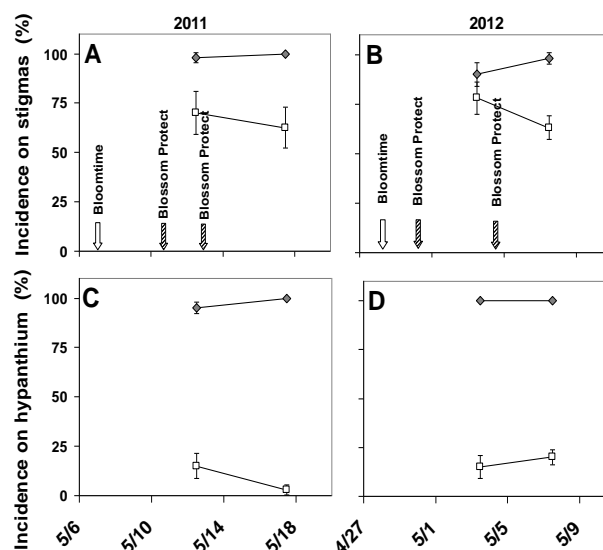 2011
2012
Incidence on stigmas (%)
100
75
50
25
0
A
Bloomtime
Blossom Protect
Blossom Protect
B
Bloomtime
Blossom Protect
Blossom Protect
Incidence on hypanthium (%)
100
75
50
25
0
C
D
5/6
5/10
5/14
5/18
4/27
5/1
5/5
5/9